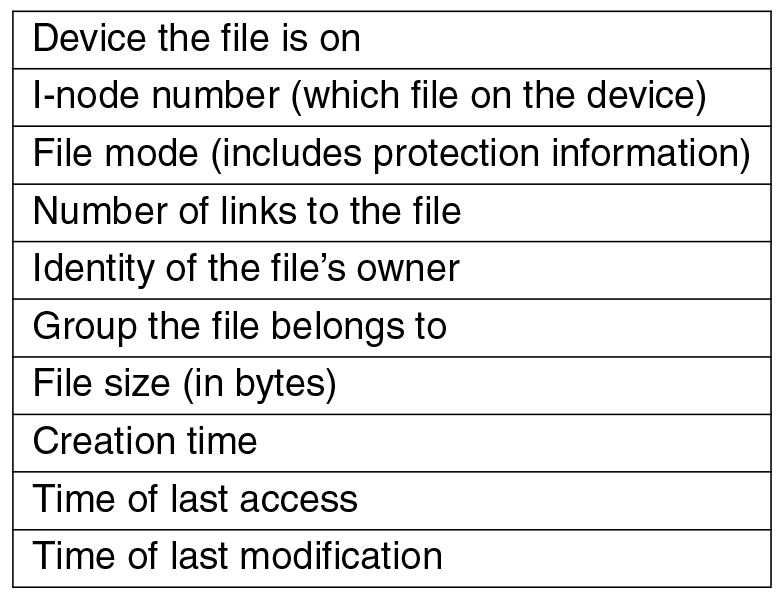 Device the file is on
I-node number (which file on the device)
File mode (includes protection information)
Number of links to the file
Identity of the file’s owner
Group the file belongs to
File size (in bytes)
Creation time
Time of last access
Time of last modification